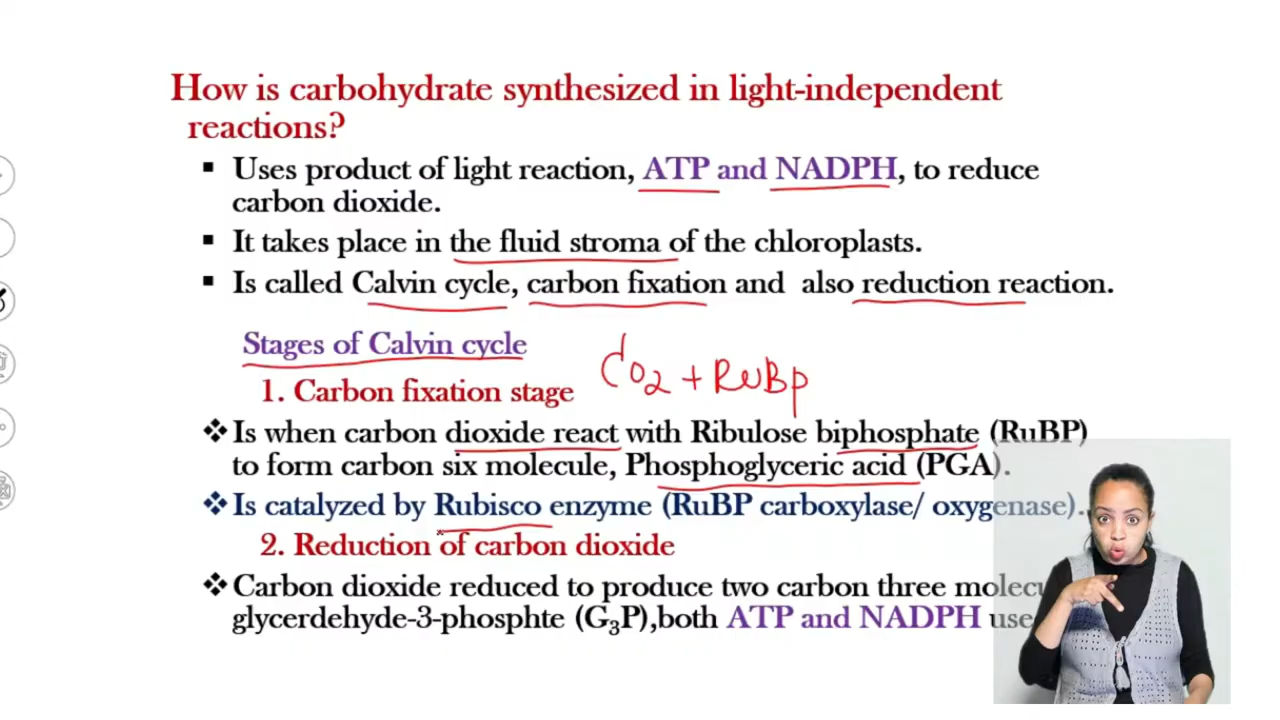 How is carbohydrate synthesized in light-independent
reactions?
▪ Uses product of light reaction, ATP and NADPH, to reduce
carbon dioxide.
▪ It takes place in the fluid stroma of the chloroplasts.
▪ Is called Calvin cycle, carbon fixation and also reduction reaction.
Stages of Calvin cycle
CO2 + RuBp
1. Carbon fixation stage
❖ Is when carbon dioxide react with Ribulose biphosphate (RuBP)
to form carbon six molecule, Phosphoglyceric acid (PGA).
❖ Is catalyzed by Rubisco enzyme (RuBP carboxylase/ oxygenase).
2. Reduction of carbon dioxide
❖ Carbon dioxide reduced to produce two carbon three molecu
glycerdehyde-3-phosphte (G3P),both ATP and NADPH use